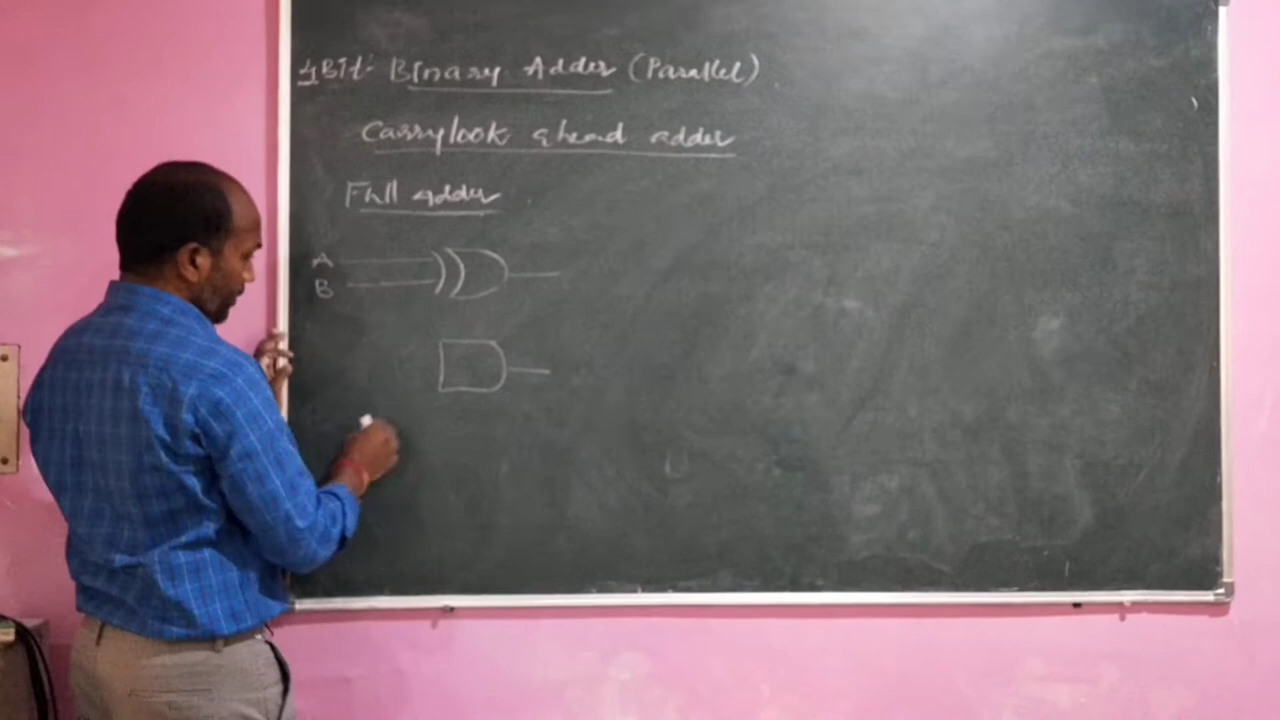 4BIt:- Binary Adder (Parallel)
Carrylook ahead adder
Full adder
A
B